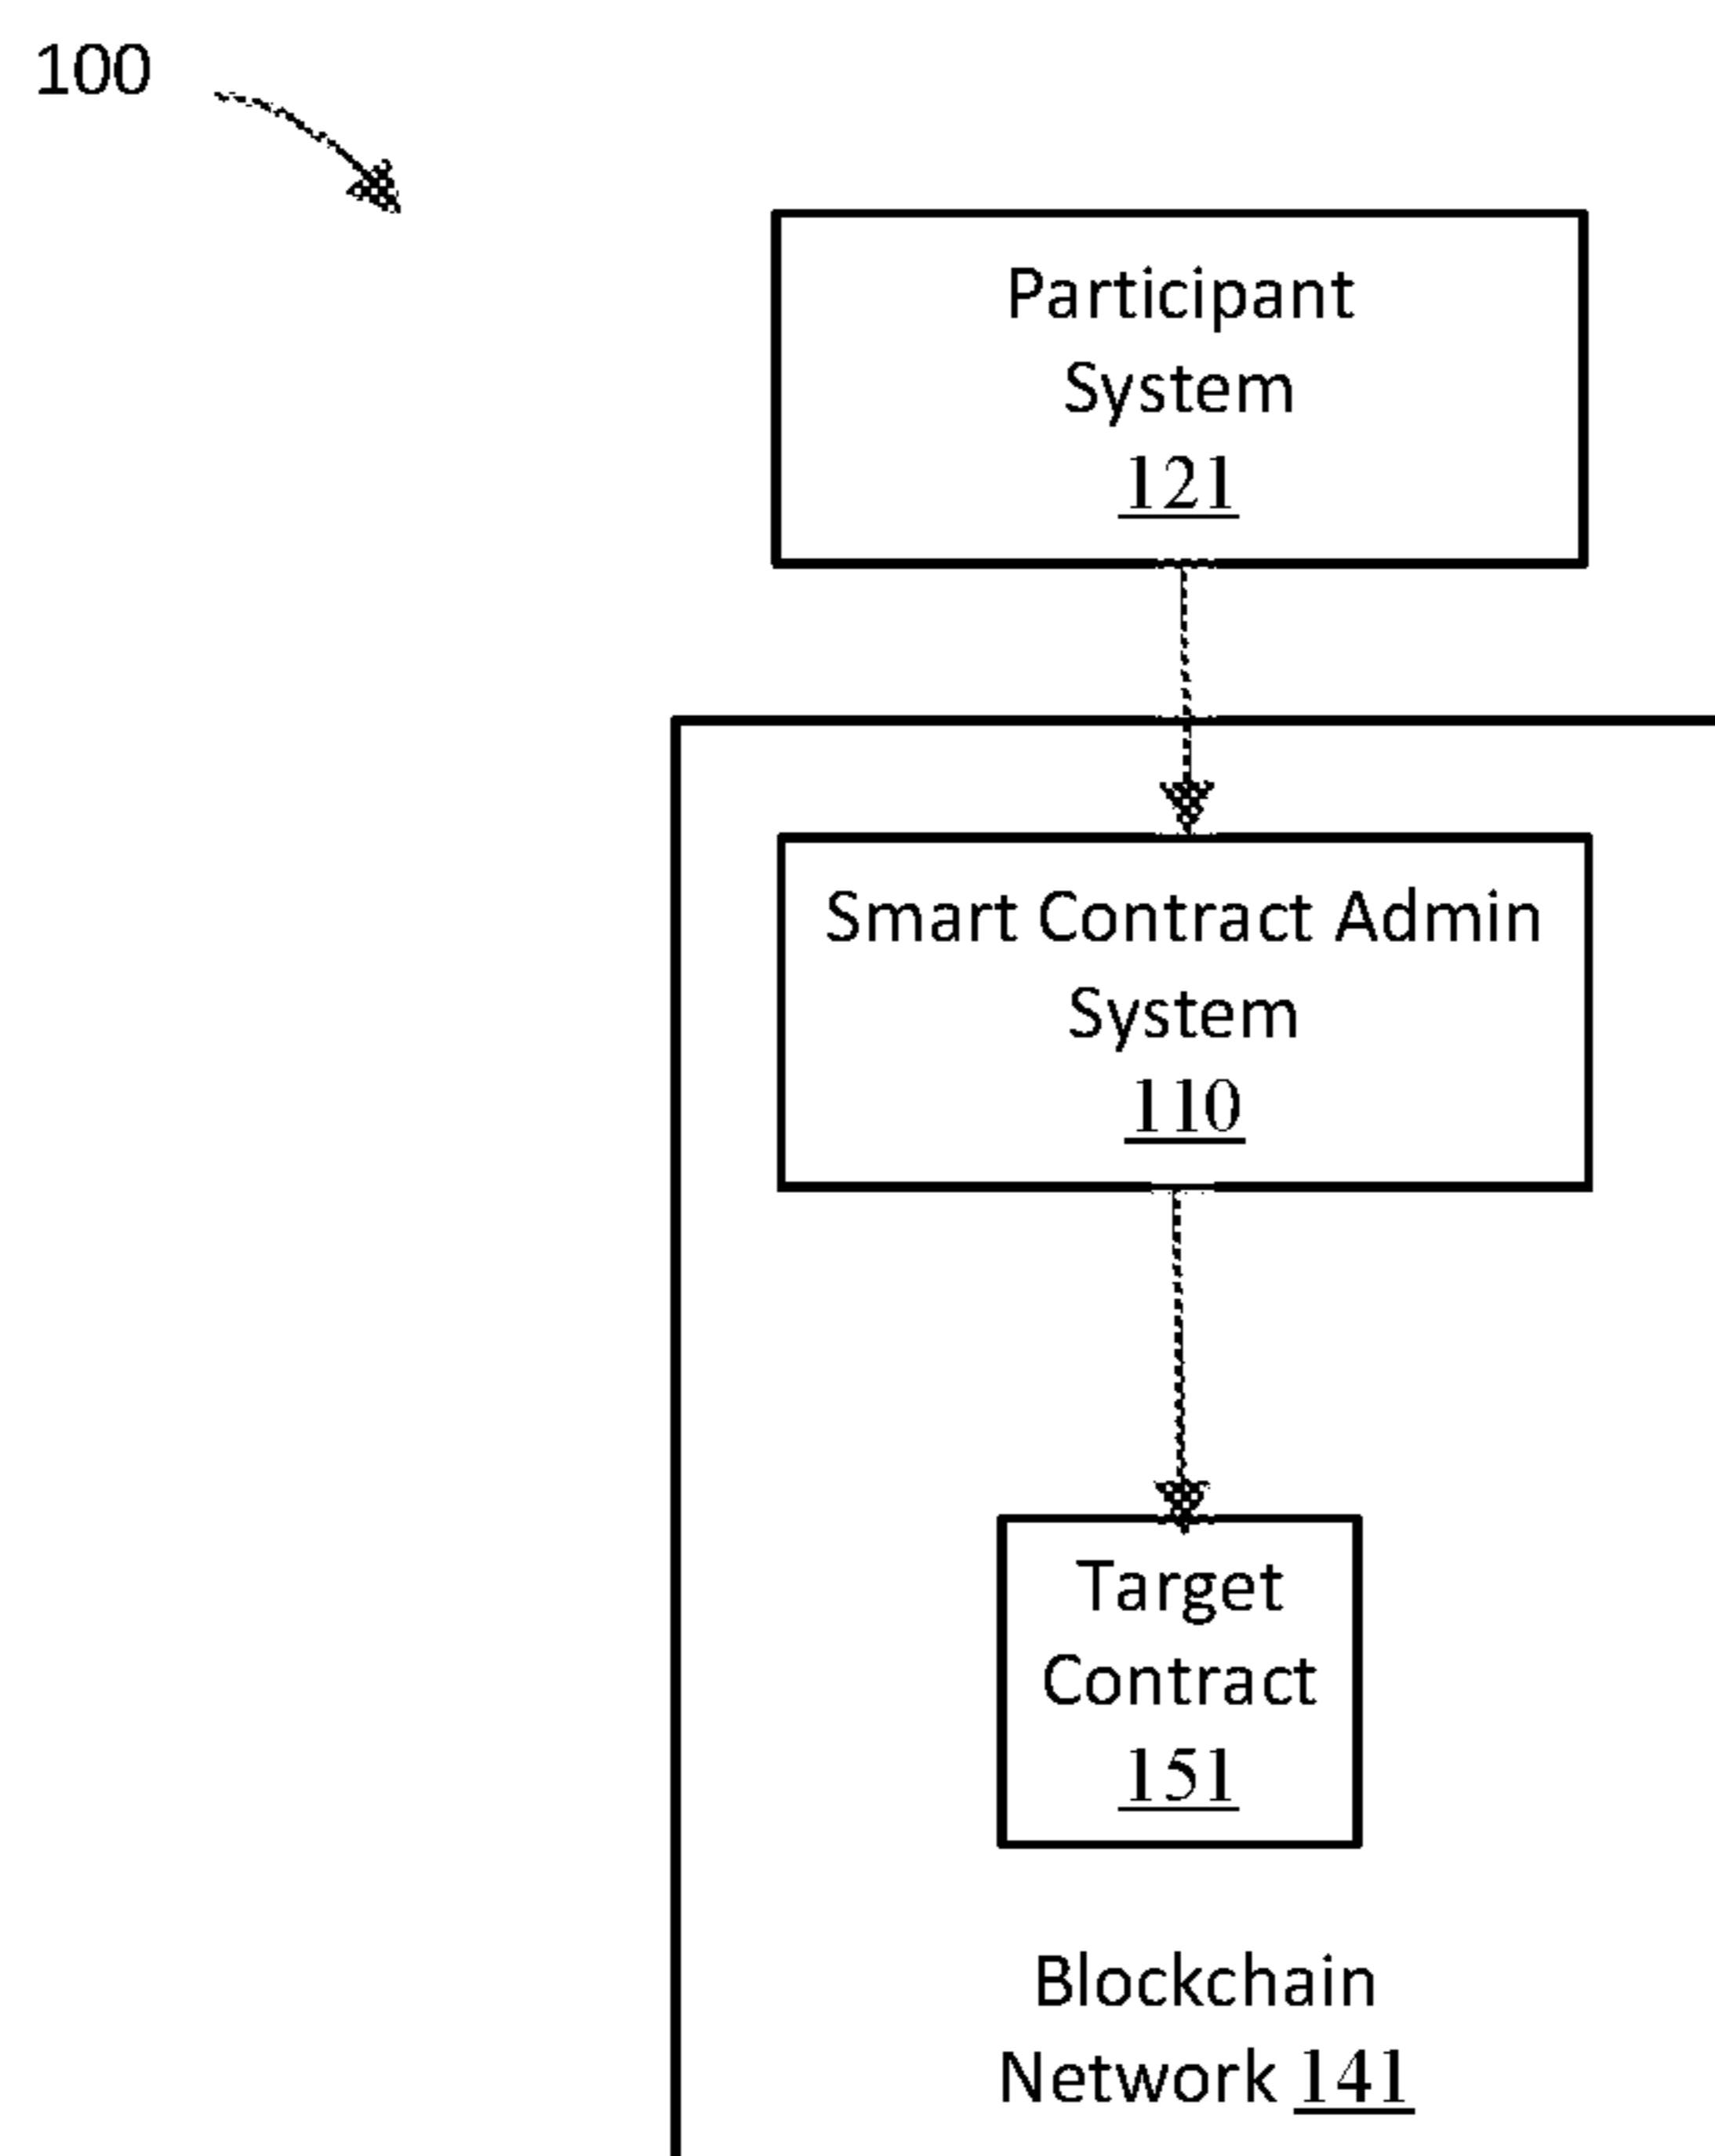 100
Participant
System
121
Smart Contract Admin
System
110
Target
Contract
151
Blockchain
Network 141